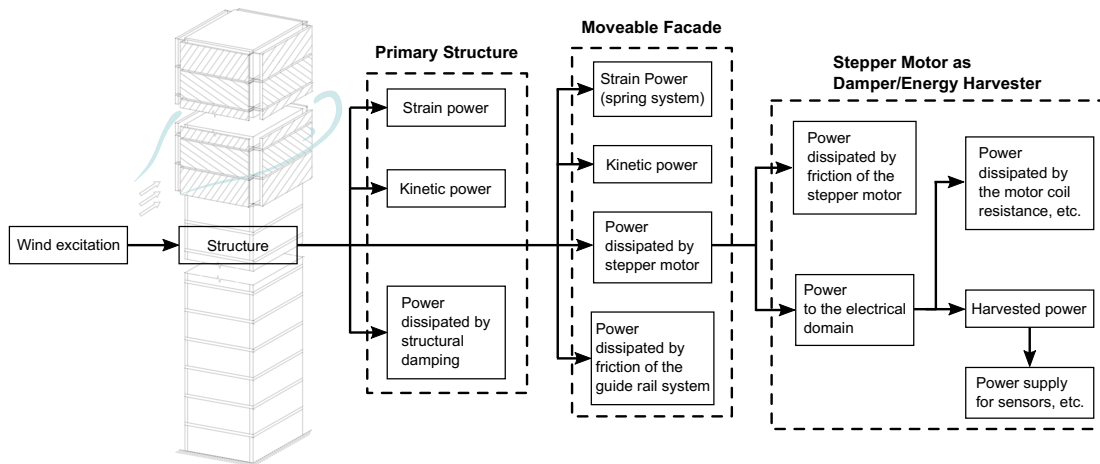 Primary Structure
Strain power
Kinetic power
Power
dissipated by
structural
damping
Moveable Facade
Strain Power
(spring system)
Kinetic power
Power
dissipated by
stepper motor
Power
dissipated by
friction of the
guide rail system
Stepper Motor as
Damper/Energy Harvester
Power
dissipated by
friction of the
stepper motor
Power
to the electrical
domain
Power
dissipated by
the motor coil
resistance, etc.
Harvested power
Power supply
for sensors, etc.
Wind excitation
Structure